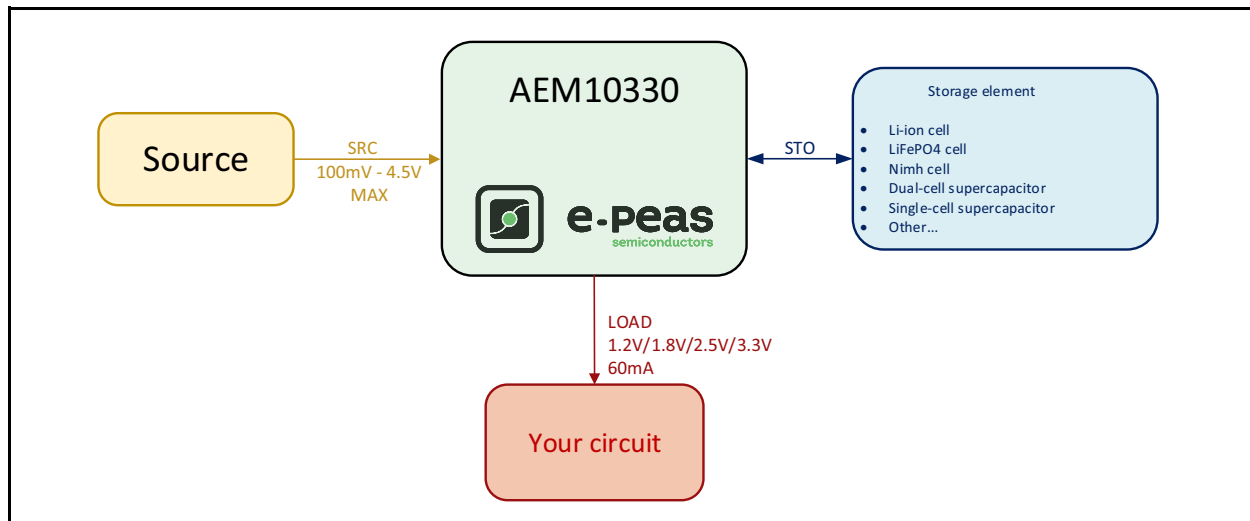 AEM10330
Source
SRC
100mV - 4.5V
MAX
e-peas
semiconductors
STO
Storage element
• Li-ion cell
• LiFePO4 cell
• Nimh cell
• Dual-cell supercapacitor
• Single-cell supercapacitor
• Other...
LOAD
1.2V/1.8V/2.5V/3.3V
60mA
Your circuit